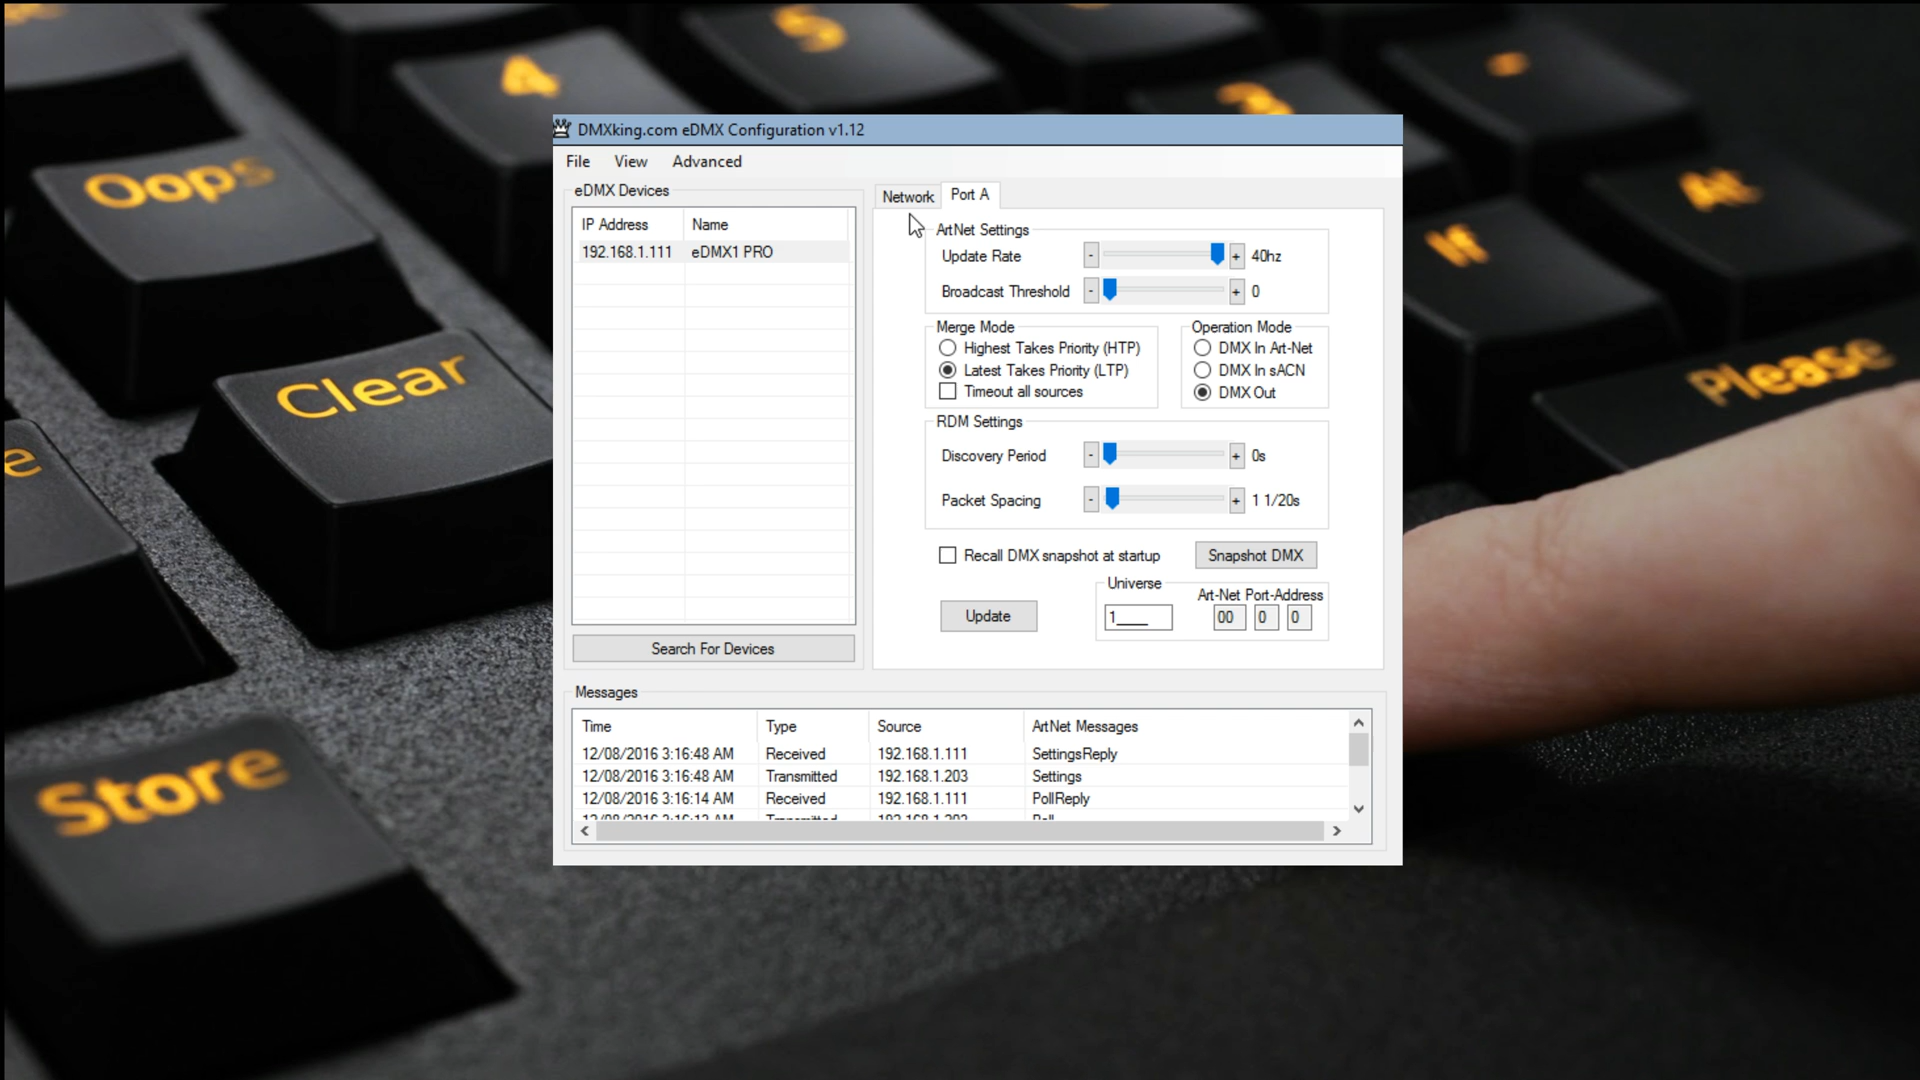 4
5
Oops
At
If
Please
Clear
e
Store
DMXking.com eDMX Configuration v1.12
File View Advanced
eDMX Devices
IP Address Name
192.168.1.111 eDMX1 PRO
Search For Devices
Network Port A
ArtNet Settings
Update Rate - + 40hz
Broadcast Threshold - + 0
Merge Mode
Highest Takes Priority (HTP)
Latest Takes Priority (LTP)
Timeout all sources
Operation Mode
DMX In Art-Net
DMX In sACN
DMX Out
RDM Settings
Discovery Period - + 0s
Packet Spacing - + 1 1/20s
Recall DMX snapshot at startup Snapshot DMX
Update
Universe
1____
Art-Net Port-Address
00 0 0
Messages
Time Type Source ArtNet Messages
12/08/2016 3:16:48 AM Received 192.168.1.111 SettingsReply
12/08/2016 3:16:48 AM Transmitted 192.168.1.203 Settings
12/08/2016 3:16:14 AM Received 192.168.1.111 PollReply